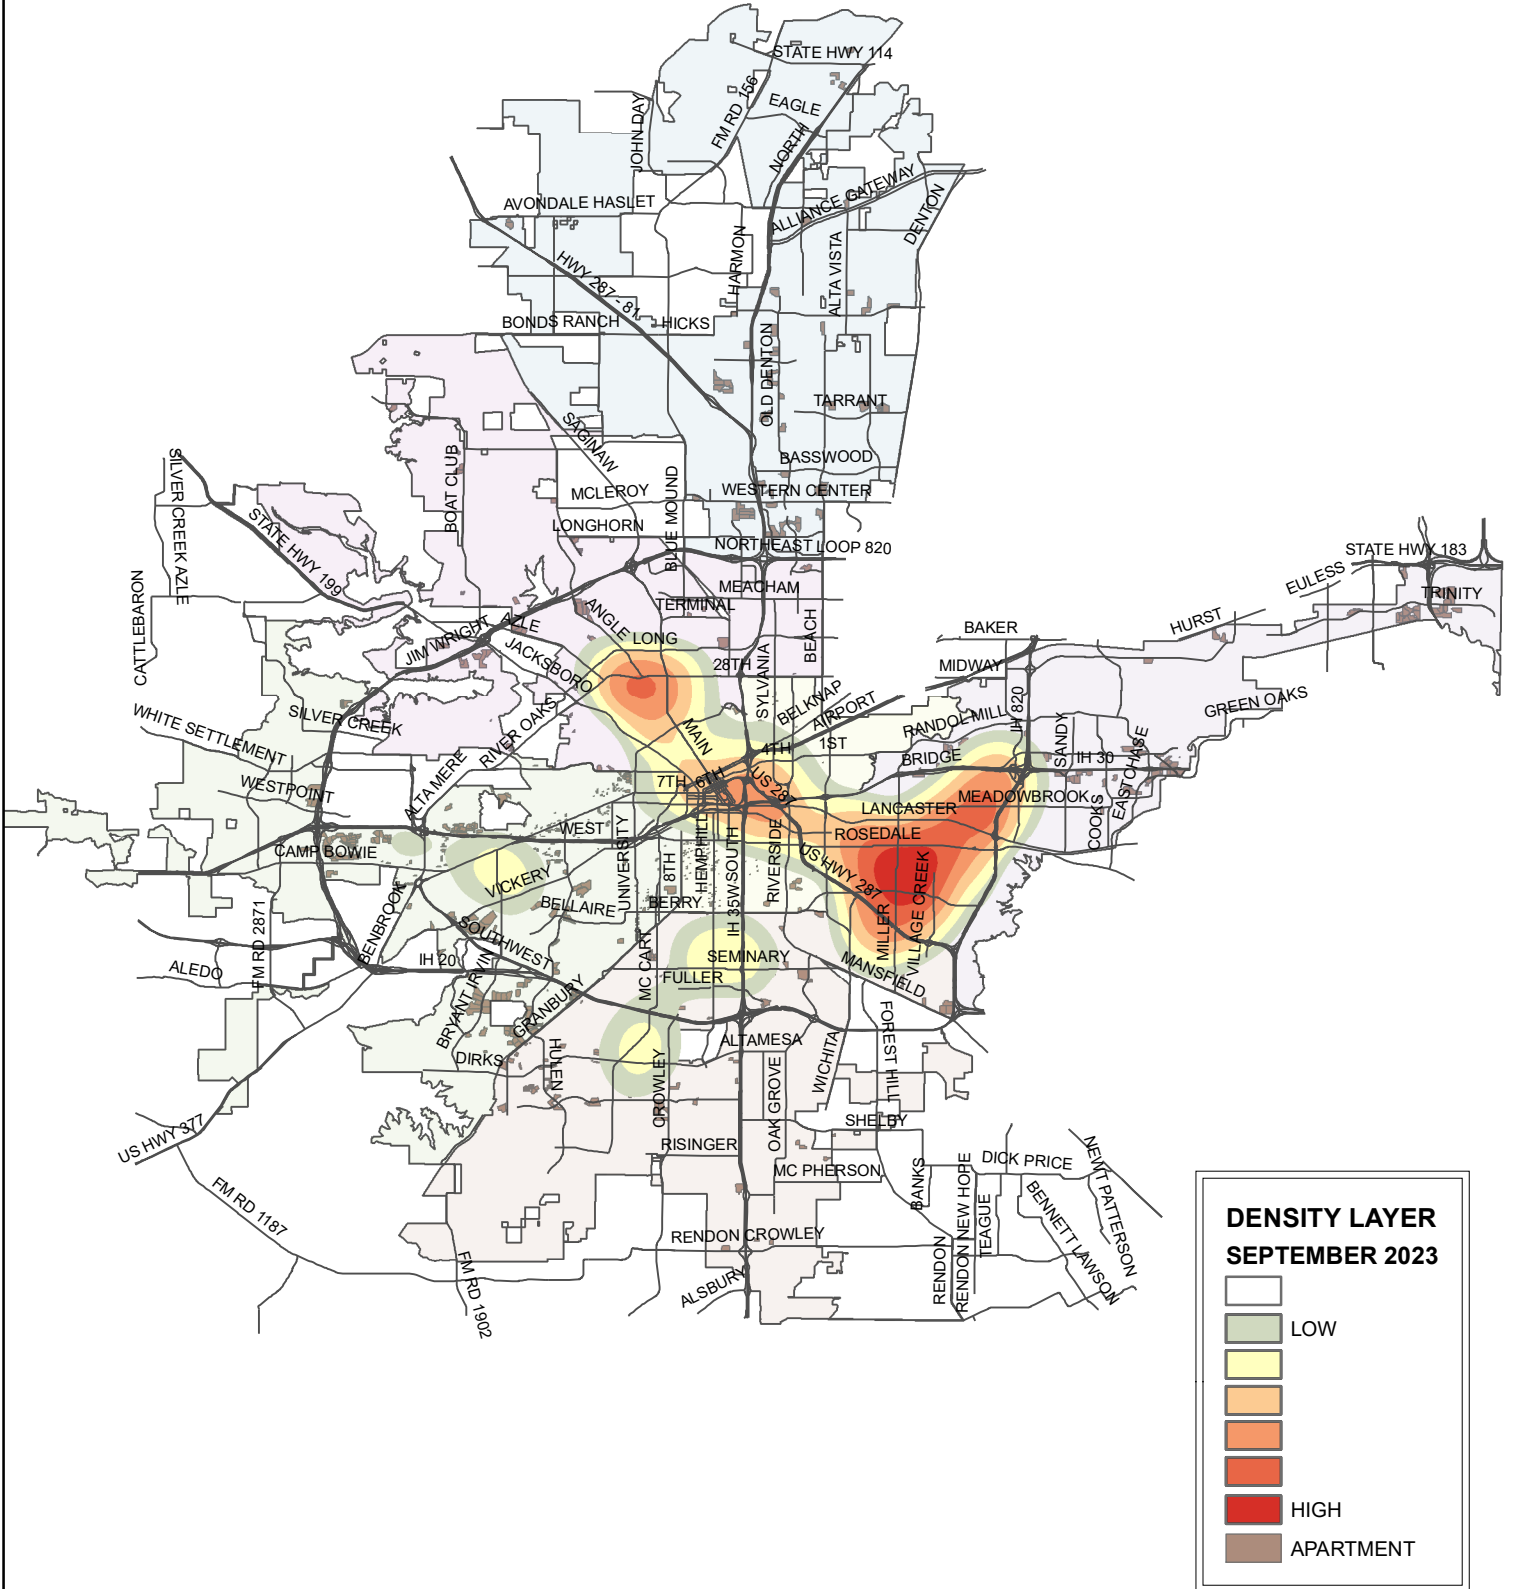 STATE HWY 114
FM RD 156
EAGLE
JOHN DAY
NORTH
ALLIANCE GATEWAY
AVONDALE HASLET
DENTON
HARMON
ALTA VISTA
HWY 287 - 81
BONDS RANCH
HICKS
OLD DENTON
TARRANT
SAGINAW
BOAT CLUB
BASSWOOD
SILVER CREEK AZLE
MCLEROY
BLUE MOUND
WESTERN CENTER
STATE HWY 199
LONGHORN
NORTHEAST LOOP 820
STATE HWY 183
EULESS
MEACHAM
TRINITY
CATTLEBARON
TERMINAL
ANGLE
AZLE
JIM WRIGHT
LONG
BEACH
BAKER
HURST
JACKSBORO
28TH
MIDWAY
SYLVANIA
BELKNAP
AIRPORT
GREEN OAKS
WHITE SETTLEMENT
SILVER CREEK
RIVER OAKS
MAIN
RANDOL MILL
IH 820
SANDY
4TH
1ST
BRIDGE
IH 30
EASTCHASE
WESTPOINT
ALTAMERE
7TH
6TH
US 287
MEADOWBROOK
LANCASTER
COOKS
WEST
ROSEDALE
CAMP BOWIE
UNIVERSITY
8TH
HEMPHILL
IH 35W SOUTH
RIVERSIDE
US HWY 287
VICKERY
VILLAGE CREEK
MILLER
BELLAIRE
BERRY
BENBROOK
SOUTHWEST
FM RD 2871
IH 20
ALEDO
MC CART
SEMINARY
FULLER
MANSFIELD
BRYANT IRVIN
GRANBURY
FOREST HILL
ALTAMESA
WICHITA
DIRKS
HULEN
CROWLEY
OAK GROVE
US HWY 377
SHELBY
RISINGER
DICK PRICE
NEWT PATTERSON
MC PHERSON
BANKS
RENDON NEW HOPE
TEAGUE
BENNETT LAWSON
FM RD 1187
RENDON CROWLEY
RENDON
FM RD 1902
ALSBURY
DENSITY LAYER
SEPTEMBER 2023
LOW
HIGH
APARTMENT